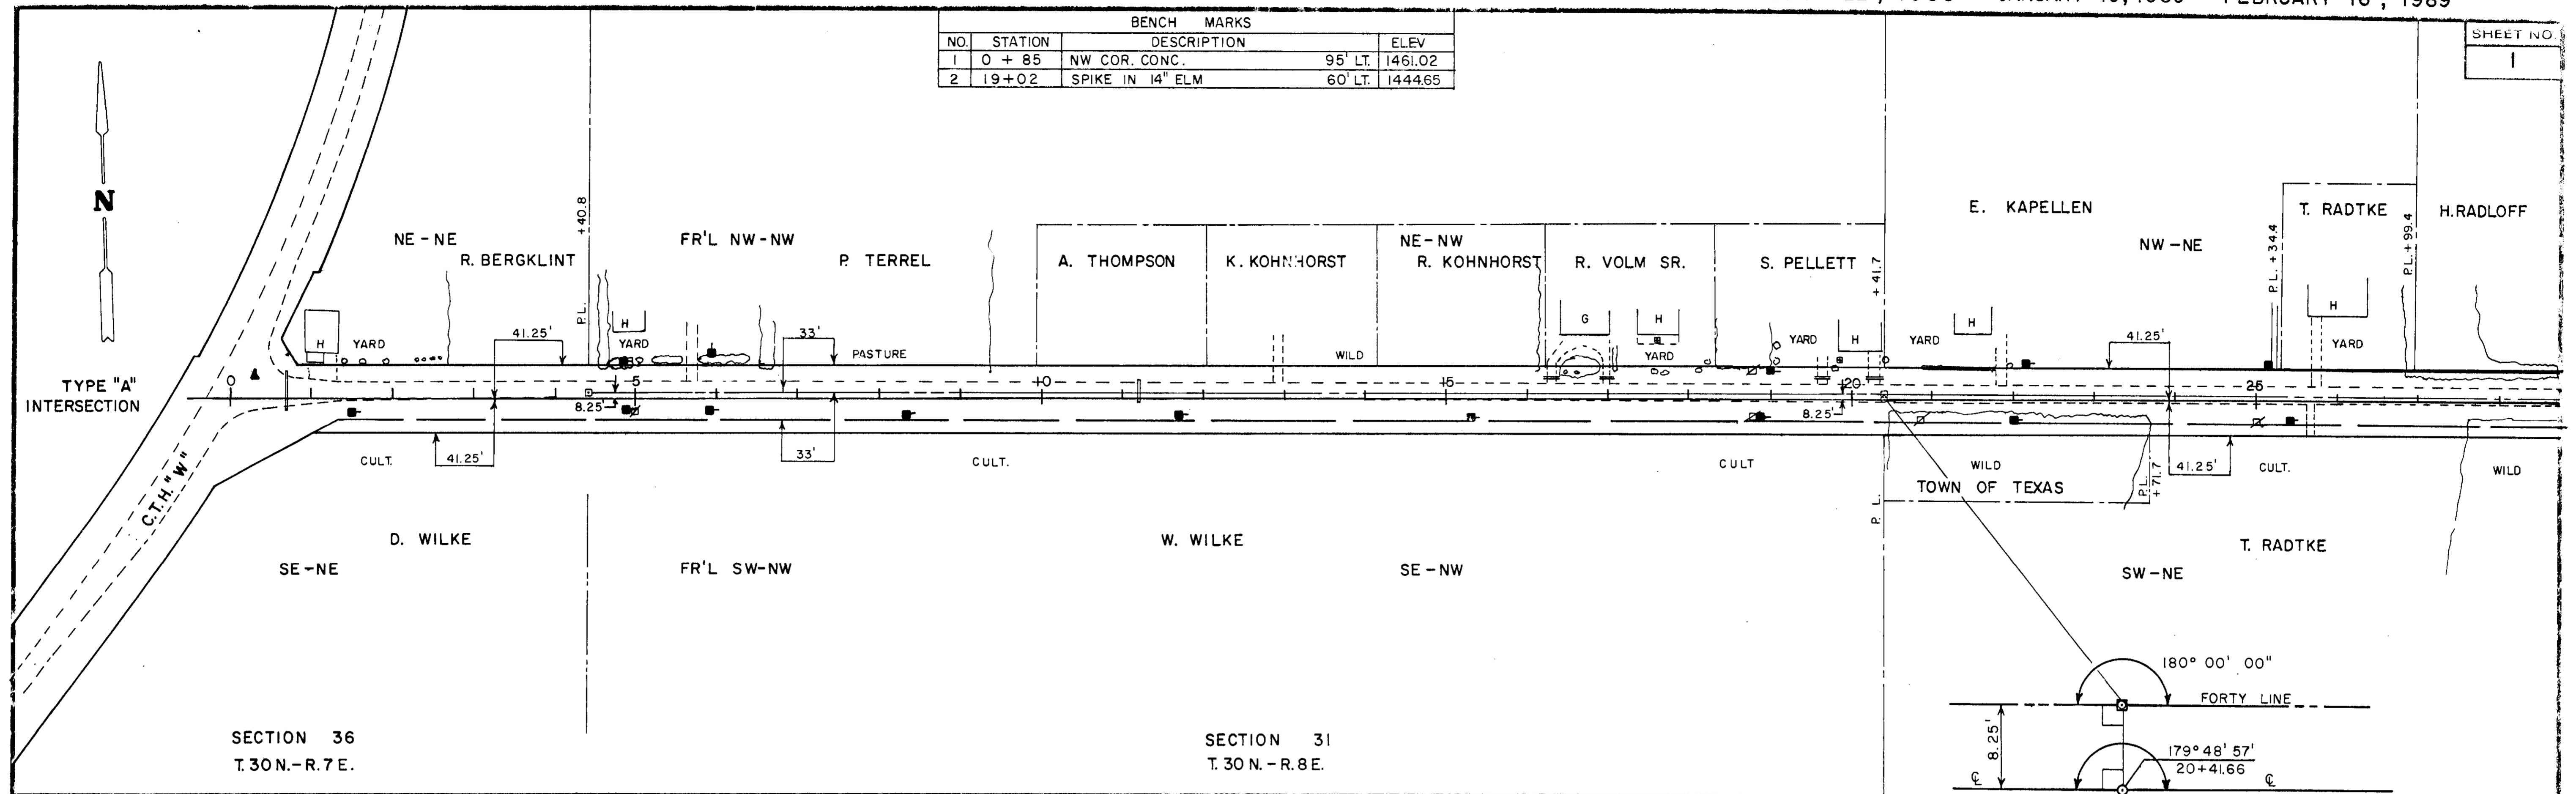 JANUARY 10, 1989 FEBRUARY 16, 1989
SHEET NO.
1
BENCH MARKS
NO. STATION DESCRIPTION ELEV
1 0 + 85 NW COR. CONC. 95' LT. 1461.02
2 19+02 SPIKE IN 14" ELM 60' LT. 1444.65
N
NE-NE
R. BERGKLINT
P.L. +40.8
FR'L NW-NW
P. TERREL
A. THOMPSON
K. KOHNHORST
NE-NW
R. KOHNHORST
R. VOLM SR.
S. PELLETT
+ 41.7
E. KAPELLEN
NW-NE
P.L. +34.4
T. RADTKE
P.L. +99.4
H. RADLOFF
H
YARD
41.25'
H
YARD
33'
PASTURE
WILD
G
H
YARD
YARD
H
YARD
H
41.25'
H
YARD
TYPE "A"
INTERSECTION
0
5
10
15
20
25
8.25'
8.25'
C.T.H. "W"
CULT.
41.25'
33'
CULT.
CULT
WILD
P.L. +71.7
41.25'
CULT.
WILD
TOWN OF TEXAS
P. L.
D. WILKE
W. WILKE
T. RADTKE
SE-NE
FR'L SW-NW
SE-NW
SW-NE
180° 00' 00"
FORTY LINE
8.25'
179° 48' 57'
20+41.66
℄ ℄
SECTION 36
T. 30 N.-R. 7 E.
SECTION 31
T. 30 N.-R. 8 E.